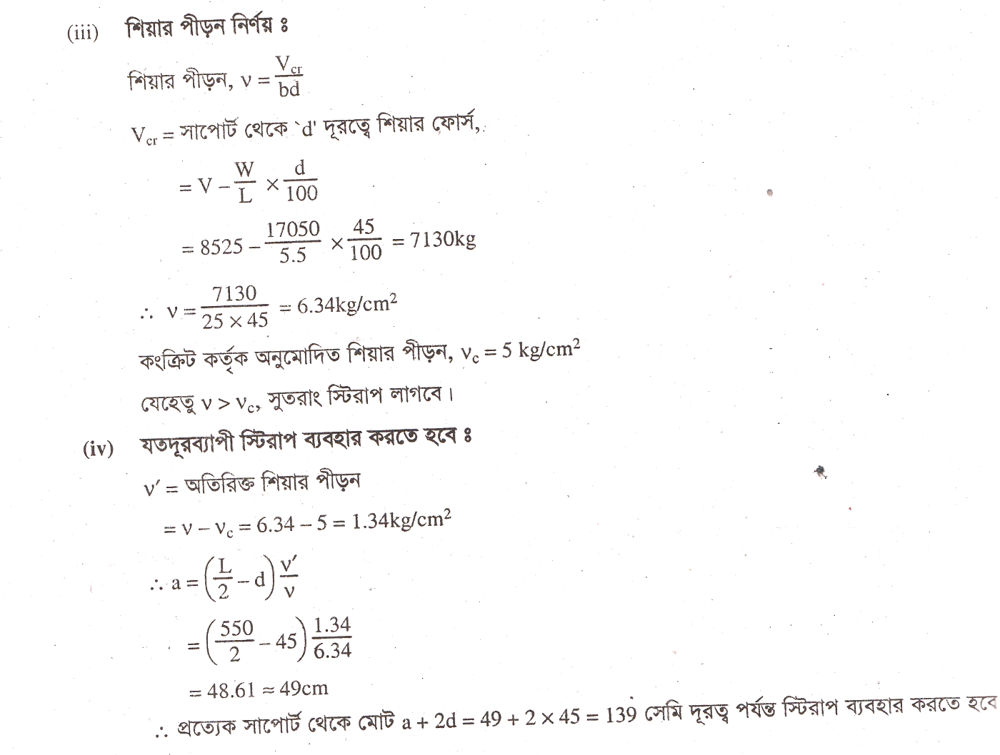 (iii) শিয়ার পীড়ন নির্ণয় ঃ
শিয়ার পীড়ন, v = V_cr / bd
V_cr = সাপোর্ট থেকে `d' দূরত্বে শিয়ার ফোর্স,
= V – W/L × d/100
= 8525 – 17050/5.5 × 45/100 = 7130kg
∴ v = 7130 / 25 × 45 = 6.34kg/cm²
কংক্রিট কর্তৃক অনুমোদিত শিয়ার পীড়ন, v_c = 5 kg/cm²
যেহেতু v > v_c, সুতরাং স্টিরাপ লাগবে।
(iv) যতদূরব্যাপী স্টিরাপ ব্যবহার করতে হবে ঃ
v′ = অতিরিক্ত শিয়ার পীড়ন
= v – v_c = 6.34 – 5 = 1.34kg/cm²
∴ a = (L/2 – d) v′/v
= (550/2 – 45) 1.34/6.34
= 48.61 ≈ 49cm
∴ প্রত্যেক সাপোর্ট থেকে মোট a + 2d = 49 + 2 × 45 = 139 সেমি দূরত্ব পর্যন্ত স্টিরাপ ব্যবহার করতে হবে